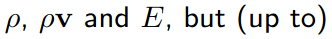 ρ, ρv and E, but (up to)